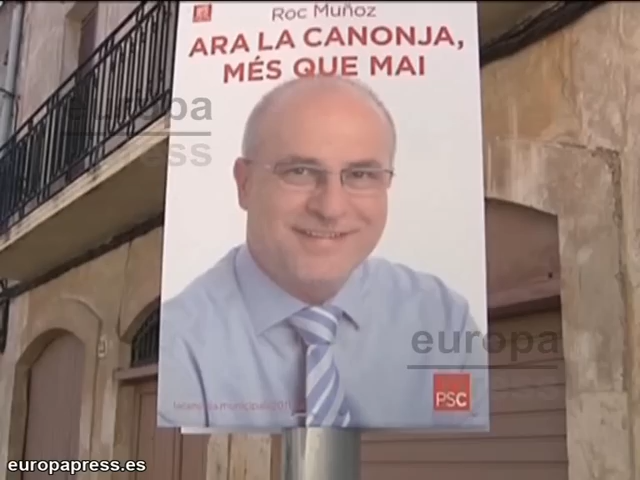 Roc Muñoz
ARA LA CANONJA,
MÉS QUE MAI
europa
press
europa
PSC
europapress.es